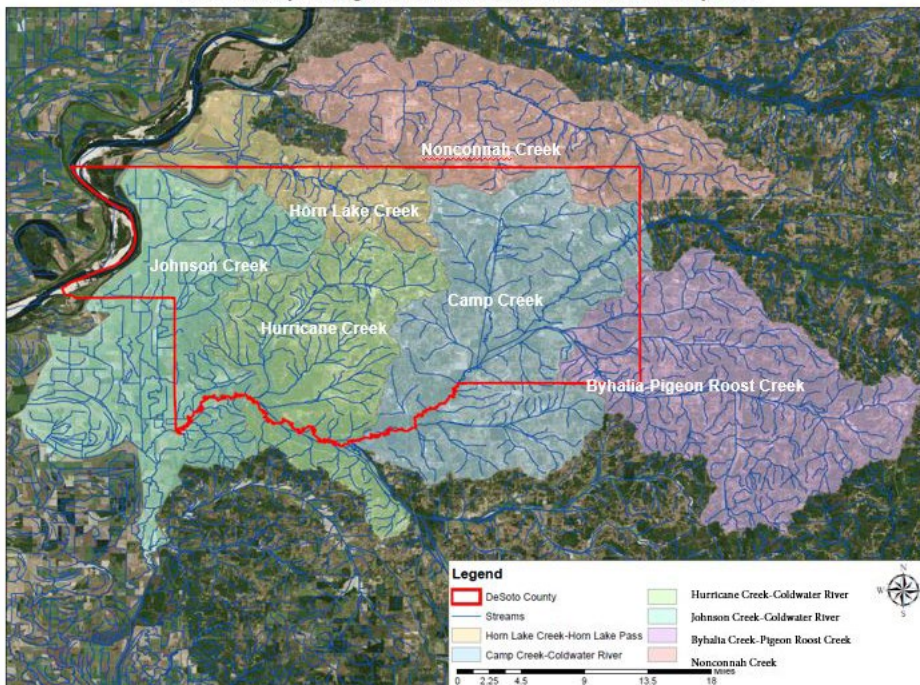 Nonconnah Creek
Horn Lake Creek
Johnson Creek
Camp Creek
Hurricane Creek
Byhalia-Pigeon Roost Creek
Legend
DeSoto County
Streams
Horn Lake Creek-Horn Lake Pass
Camp Creek-Coldwater River
Hurricane Creek-Coldwater River
Johnson Creek-Coldwater River
Byhalia Creek-Pigeon Roost Creek
Nonconnah Creek
N
W
E
S
Miles
0 2.25 4.5 9 13.5 18